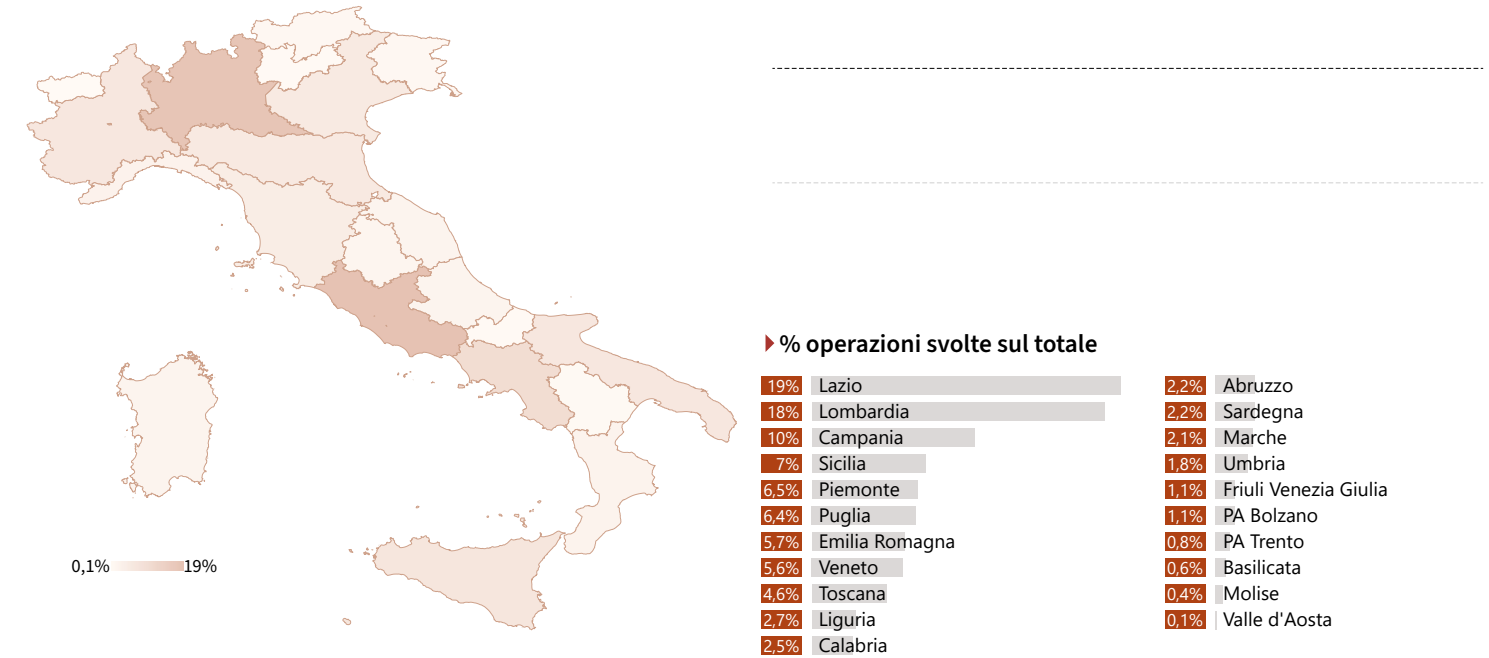 % operazioni svolte sul totale
19% Lazio
18% Lombardia
10% Campania
7% Sicilia
6,5% Piemonte
6,4% Puglia
5,7% Emilia Romagna
5,6% Veneto
4,6% Toscana
2,7% Liguria
2,5% Calabria
2,2% Abruzzo
2,2% Sardegna
2,1% Marche
1,8% Umbria
1,1% Friuli Venezia Giulia
1,1% PA Bolzano
0,8% PA Trento
0,6% Basilicata
0,4% Molise
0,1% Valle d'Aosta
0,1% 19%